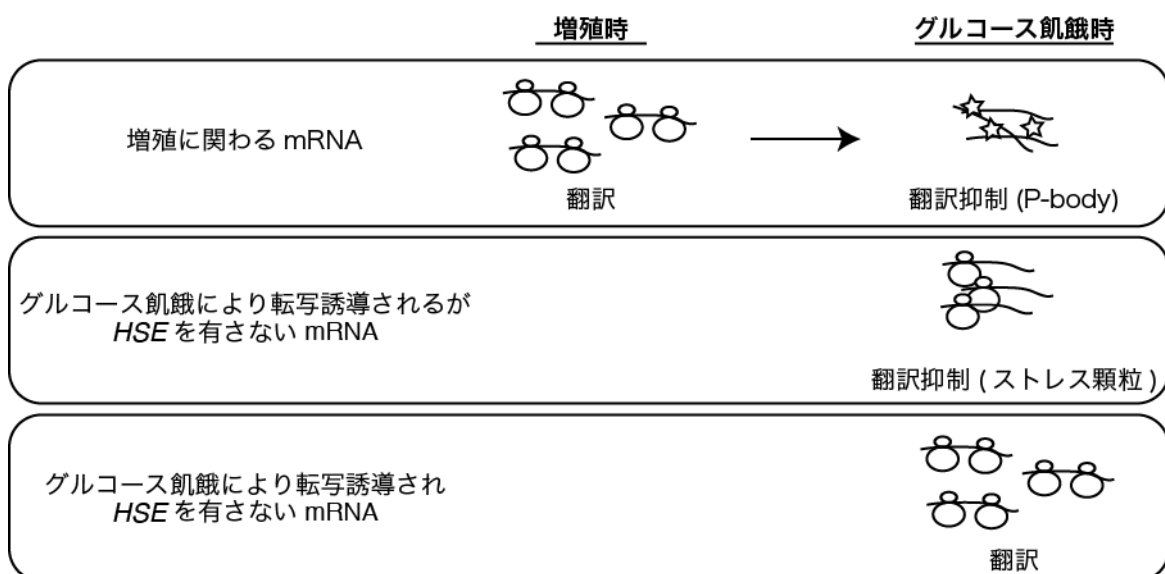 増殖時
グルコース飢餓時
増殖に関わる mRNA
翻訳
翻訳抑制 (P-body)
グルコース飢餓により転写誘導されるが
HSE を有さない mRNA
翻訳抑制 ( ストレス顆粒 )
グルコース飢餓により転写誘導され
HSE を有さない mRNA
翻訳